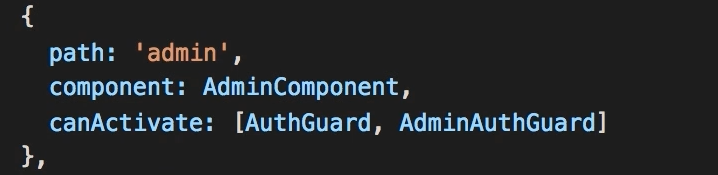 {
path: 'admin',
component: AdminComponent,
canActivate: [AuthGuard, AdminAuthGuard]
},